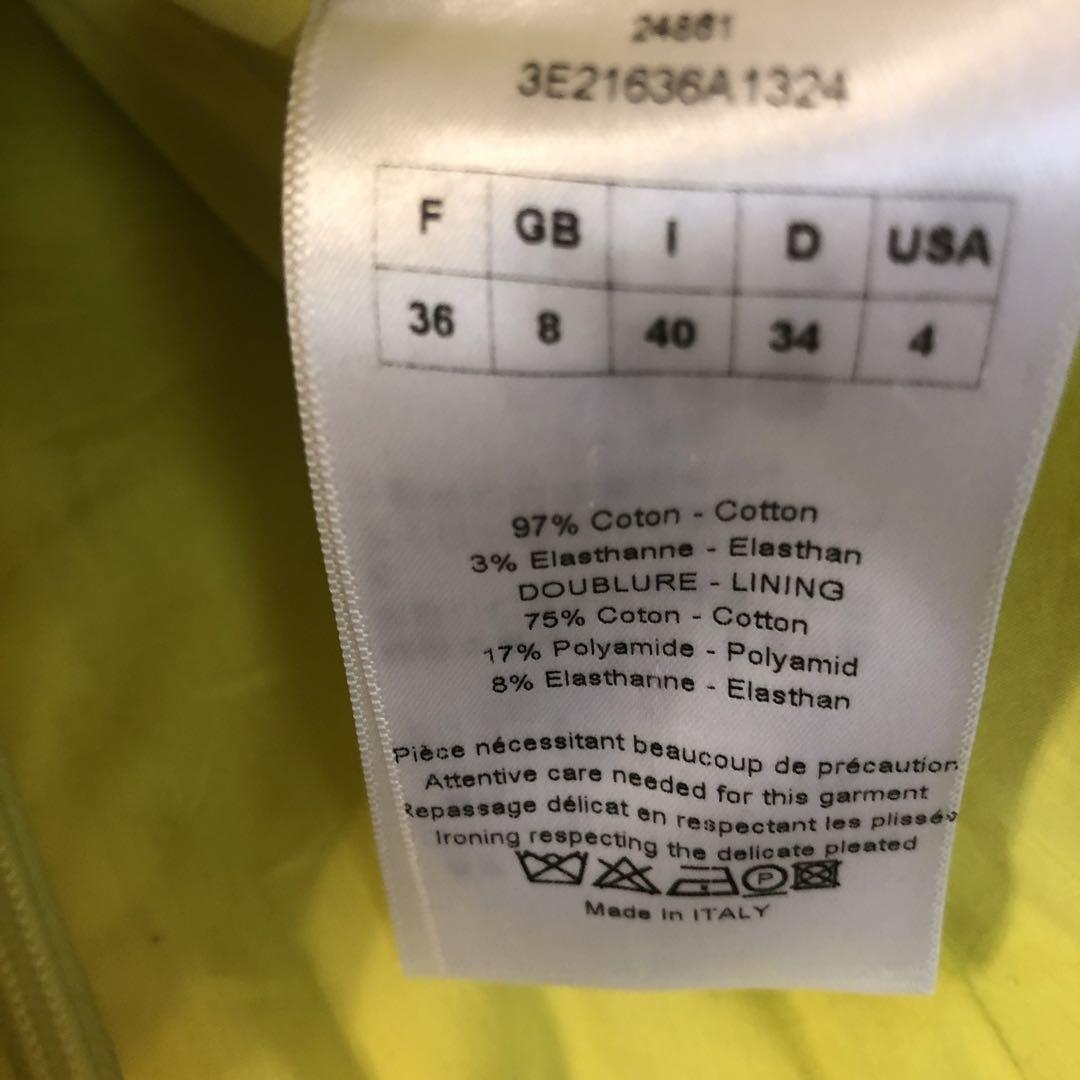 24881
3E21636A1324
F GB I D USA
36 8 40 34 4
97% Coton - Cotton
3% Elasthanne - Elasthan
DOUBLURE - LINING
75% Coton - Cotton
17% Polyamide - Polyamid
8% Elasthanne - Elasthan
Pièce nécessitant beaucoup de précaution
Attentive care needed for this garment
Repassage délicat en respectant les plissés
Ironing respecting the delicate pleated
P
Made in ITALY